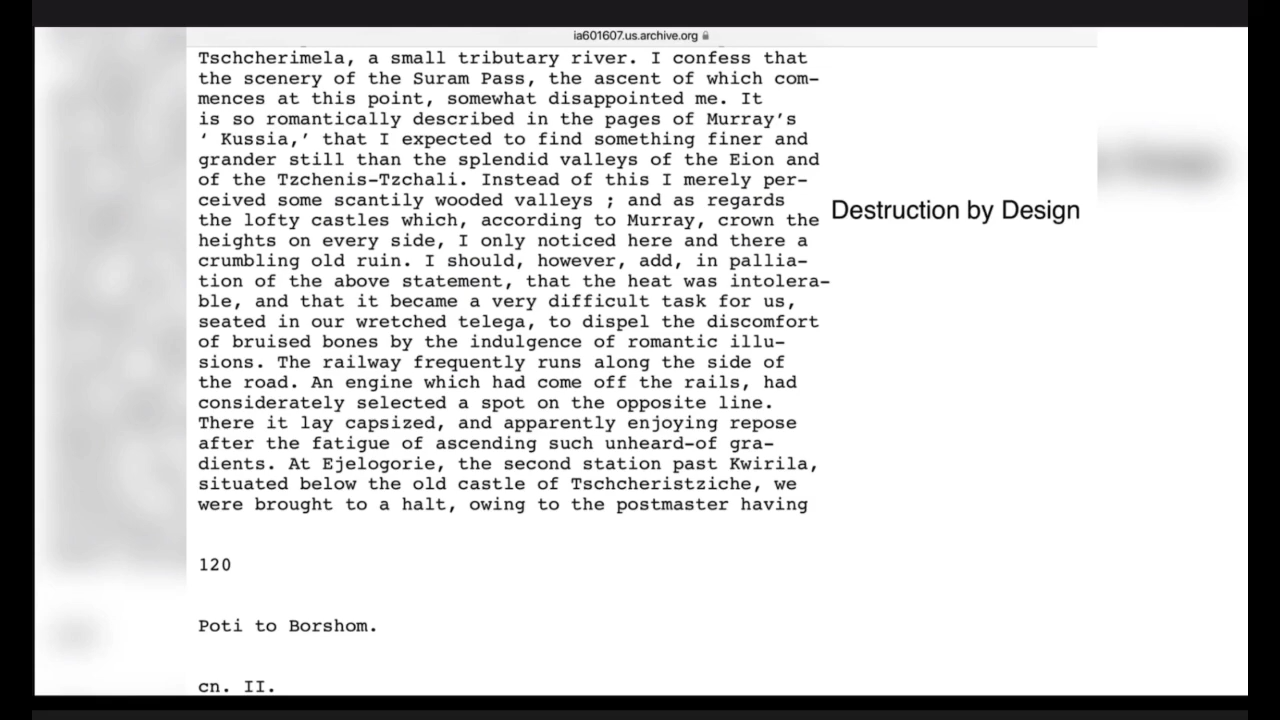 ia601607.us.archive.org
Tschcherimela, a small tributary river. I confess that
the scenery of the Suram Pass, the ascent of which com-
mences at this point, somewhat disappointed me. It
is so romantically described in the pages of Murray's
‘ Kussia,’ that I expected to find something finer and
grander still than the splendid valleys of the Eion and
of the Tzchenis-Tzchali. Instead of this I merely per-
ceived some scantily wooded valleys ; and as regards
the lofty castles which, according to Murray, crown the
heights on every side, I only noticed here and there a
crumbling old ruin. I should, however, add, in pallia-
tion of the above statement, that the heat was intolera-
ble, and that it became a very difficult task for us,
seated in our wretched telega, to dispel the discomfort
of bruised bones by the indulgence of romantic illu-
sions. The railway frequently runs along the side of
the road. An engine which had come off the rails, had
considerately selected a spot on the opposite line.
There it lay capsized, and apparently enjoying repose
after the fatigue of ascending such unheard-of gra-
dients. At Ejelogorie, the second station past Kwirila,
situated below the old castle of Tschcheristziche, we
were brought to a halt, owing to the postmaster having
120
Poti to Borshom.
cn. II.
Destruction by Design